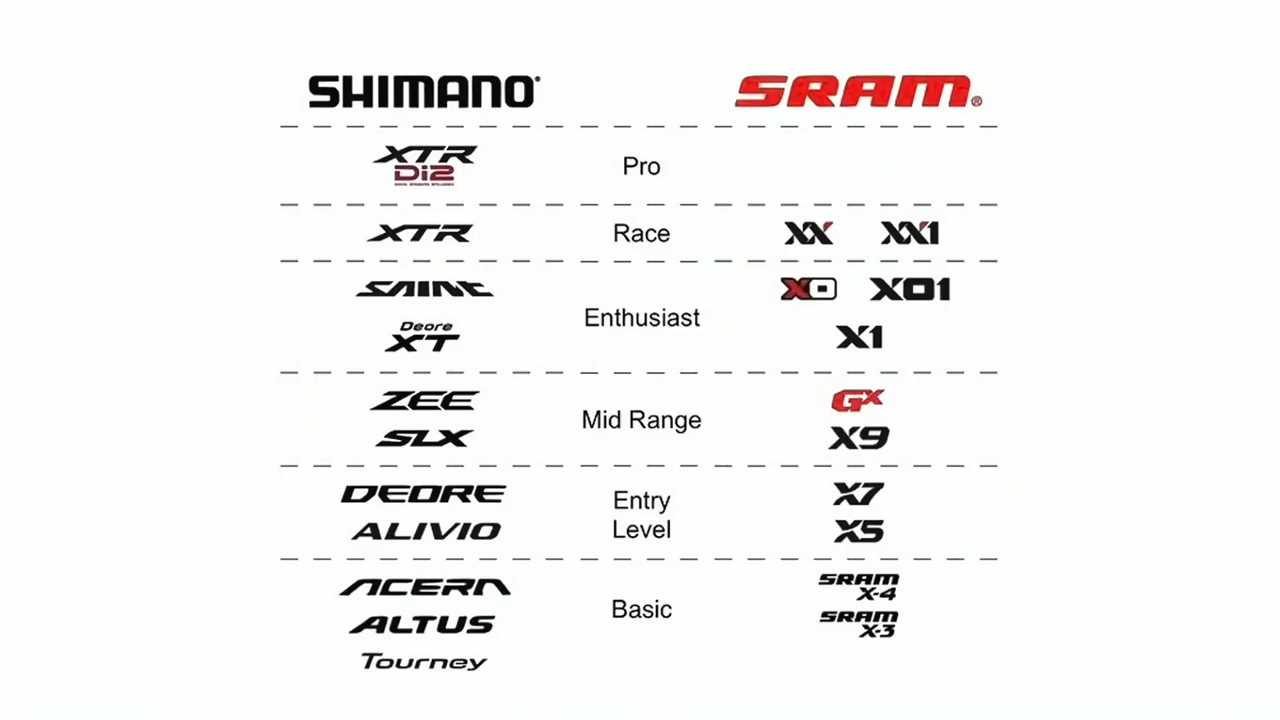 SHIMANO SRAM®
XTR
Di2
Pro
XTR Race XX XX1
SAINT XO XO1
Deore
XT
Enthusiast
X1
ZEE GX
Mid Range
SLX X9
DEORE Entry X7
ALIVIO Level X5
ACERA SRAM
X-4
Basic
ALTUS SRAM
X-3
Tourney